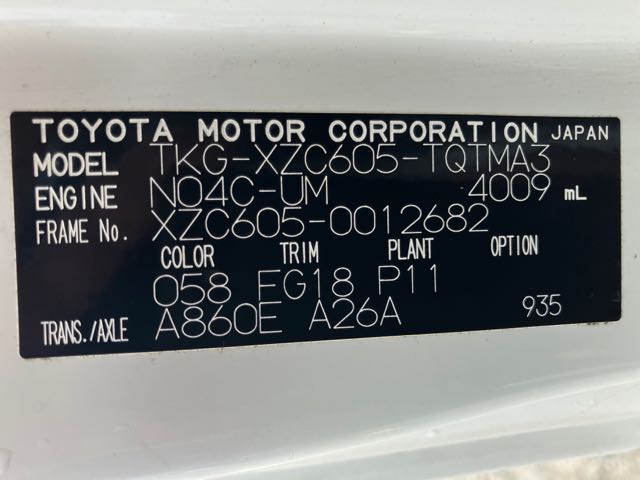 TOYOTA MOTOR CORPORATION JAPAN
MODEL TKG-XZC605-TQTMA3
ENGINE N04C-UM 4009 mL
FRAME No. XZC605-0012682
COLOR TRIM PLANT OPTION
058 FG18 P11
TRANS./AXLE A860E A26A 935